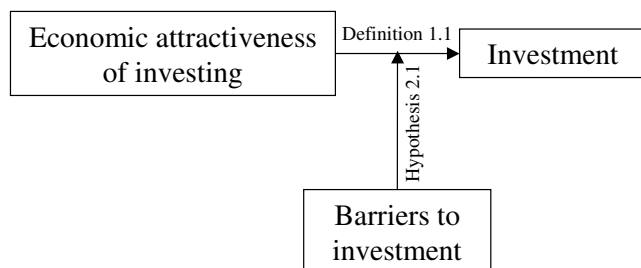 Economic attractiveness
of investing
Definition 1.1
Investment
Hypothesis 2.1
Barriers to
investment